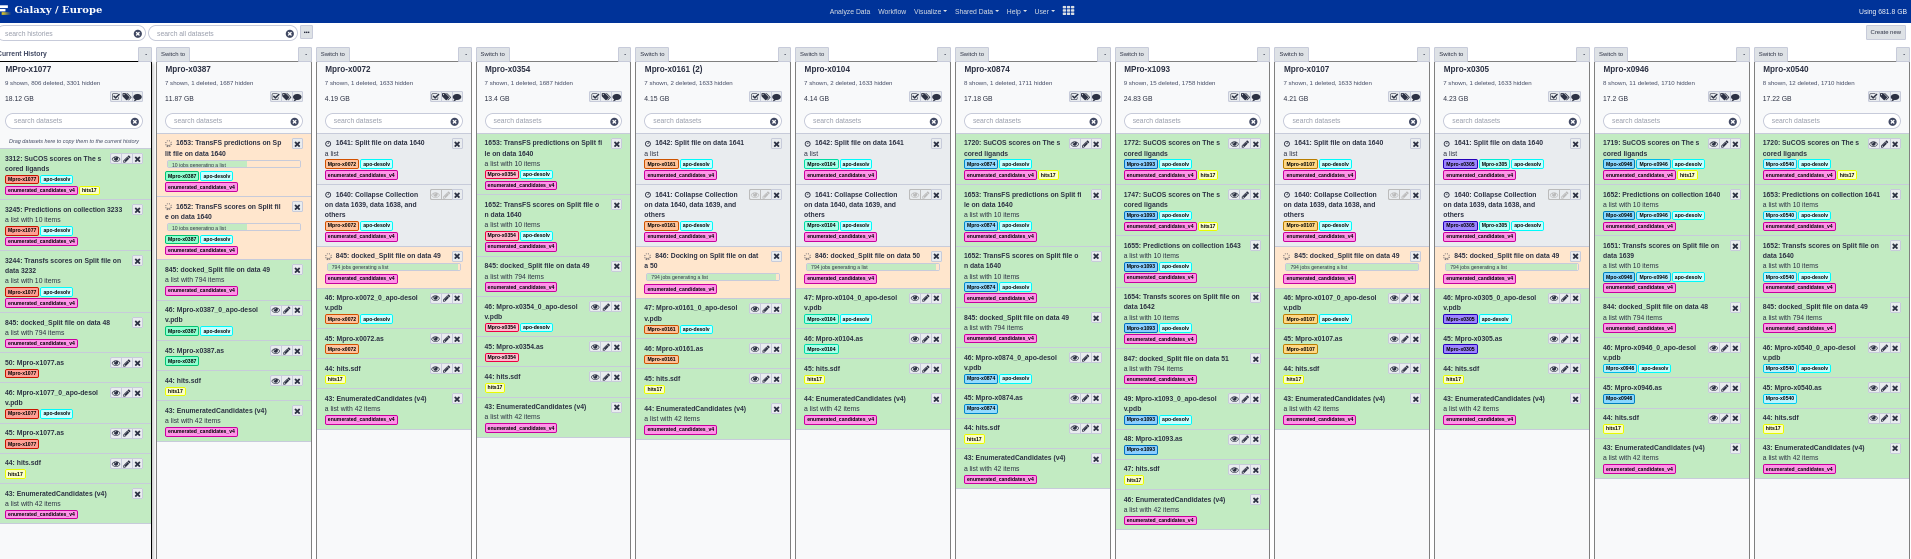 Galaxy / Europe
Analyze Data Workflow Visualize Shared Data Help User
Using 681.8 GB
search histories
search all datasets
...
Create new
Current History
MPro-x1077
9 shown, 806 deleted, 3301 hidden
18.12 GB
search datasets
Drag datasets here to copy them to the current history
3312: SuCOS scores on The s
cored ligands
Mpro-x1077 apo-desolv
enumerated_candidates_v4 hits17
3245: Predictions on collection 3233
a list with 10 items
Mpro-x1077 apo-desolv
enumerated_candidates_v4
3244: Transfs scores on Split file on
data 3232
a list with 10 items
Mpro-x1077 apo-desolv
enumerated_candidates_v4
845: docked_Split file on data 48
a list with 794 items
enumerated_candidates_v4
50: Mpro-x1077.as
Mpro-x1077
46: Mpro-x1077_0_apo-desol
v.pdb
Mpro-x1077 apo-desolv
45: Mpro-x1077.as
Mpro-x1077
44: hits.sdf
hits17
43: EnumeratedCandidates (v4)
a list with 42 items
enumerated_candidates_v4
Switch to
Mpro-x0387
7 shown, 1 deleted, 1687 hidden
11.87 GB
search datasets
1653: TransFS predictions on Sp
lit file on data 1640
10 jobs generating a list
Mpro-x0387 apo-desolv
enumerated_candidates_v4
1652: TransFS scores on Split fil
e on data 1640
10 jobs generating a list
Mpro-x0387 apo-desolv
enumerated_candidates_v4
845: docked_Split file on data 49
a list with 794 items
enumerated_candidates_v4
46: Mpro-x0387_0_apo-desol
v.pdb
Mpro-x0387 apo-desolv
45: Mpro-x0387.as
Mpro-x0387
44: hits.sdf
hits17
43: EnumeratedCandidates (v4)
a list with 42 items
enumerated_candidates_v4
Switch to
Mpro-x0072
7 shown, 1 deleted, 1633 hidden
4.19 GB
search datasets
1641: Split file on data 1640
a list
Mpro-x0072 apo-desolv
enumerated_candidates_v4
1640: Collapse Collection
on data 1639, data 1638, and
others
Mpro-x0072 apo-desolv
enumerated_candidates_v4
845: docked_Split file on data 49
794 jobs generating a list
enumerated_candidates_v4
46: Mpro-x0072_0_apo-desol
v.pdb
Mpro-x0072 apo-desolv
45: Mpro-x0072.as
Mpro-x0072
44: hits.sdf
hits17
43: EnumeratedCandidates (v4)
a list with 42 items
enumerated_candidates_v4
Switch to
Mpro-x0354
7 shown, 1 deleted, 1687 hidden
13.4 GB
search datasets
1653: TransFS predictions on Split fi
le on data 1640
a list with 10 items
Mpro-x0354 apo-desolv
enumerated_candidates_v4
1652: TransFS scores on Split file o
n data 1640
a list with 10 items
Mpro-x0354 apo-desolv
enumerated_candidates_v4
845: docked_Split file on data 49
a list with 794 items
enumerated_candidates_v4
46: Mpro-x0354_0_apo-desol
v.pdb
Mpro-x0354 apo-desolv
45: Mpro-x0354.as
Mpro-x0354
44: hits.sdf
hits17
43: EnumeratedCandidates (v4)
a list with 42 items
enumerated_candidates_v4
Switch to
Mpro-x0161 (2)
7 shown, 2 deleted, 1633 hidden
4.15 GB
search datasets
1642: Split file on data 1641
a list
Mpro-x0161 apo-desolv
enumerated_candidates_v4
1641: Collapse Collection
on data 1640, data 1639, and
others
Mpro-x0161 apo-desolv
enumerated_candidates_v4
846: Docking on Split file on dat
a 50
794 jobs generating a list
enumerated_candidates_v4
47: Mpro-x0161_0_apo-desol
v.pdb
Mpro-x0161 apo-desolv
46: Mpro-x0161.as
Mpro-x0161
45: hits.sdf
hits17
44: EnumeratedCandidates (v4)
a list with 42 items
enumerated_candidates_v4
Switch to
Mpro-x0104
7 shown, 2 deleted, 1633 hidden
4.14 GB
search datasets
1642: Split file on data 1641
a list
Mpro-x0104 apo-desolv
enumerated_candidates_v4
1641: Collapse Collection
on data 1640, data 1639, and
others
Mpro-x0104 apo-desolv
enumerated_candidates_v4
846: docked_Split file on data 50
794 jobs generating a list
enumerated_candidates_v4
47: Mpro-x0104_0_apo-desol
v.pdb
Mpro-x0104 apo-desolv
46: Mpro-x0104.as
Mpro-x0104
45: hits.sdf
hits17
44: EnumeratedCandidates (v4)
a list with 42 items
enumerated_candidates_v4
Switch to
Mpro-x0874
8 shown, 1 deleted, 1711 hidden
17.18 GB
search datasets
1720: SuCOS scores on The s
cored ligands
Mpro-x0874 apo-desolv
enumerated_candidates_v4 hits17
1653: TransFS predictions on Split fi
le on data 1640
a list with 10 items
Mpro-x0874 apo-desolv
enumerated_candidates_v4
1652: TransFS scores on Split file o
n data 1640
a list with 10 items
Mpro-x0874 apo-desolv
enumerated_candidates_v4
845: docked_Split file on data 49
a list with 794 items
enumerated_candidates_v4
46: Mpro-x0874_0_apo-desol
v.pdb
Mpro-x0874 apo-desolv
45: Mpro-x0874.as
Mpro-x0874
44: hits.sdf
hits17
43: EnumeratedCandidates (v4)
a list with 42 items
enumerated_candidates_v4
Switch to
MPro-x1093
9 shown, 15 deleted, 1758 hidden
24.83 GB
search datasets
1772: SuCOS scores on The s
cored ligands
Mpro-x1093 apo-desolv
enumerated_candidates_v4 hits17
1747: SuCOS scores on The s
cored ligands
Mpro-x1093 apo-desolv
enumerated_candidates_v4 hits17
1655: Predictions on collection 1643
a list with 10 items
Mpro-x1093 apo-desolv
enumerated_candidates_v4
1654: Transfs scores on Split file on
data 1642
a list with 10 items
Mpro-x1093 apo-desolv
enumerated_candidates_v4
847: docked_Split file on data 51
a list with 794 items
enumerated_candidates_v4
49: Mpro-x1093_0_apo-desol
v.pdb
Mpro-x1093 apo-desolv
48: Mpro-x1093.as
Mpro-x1093
47: hits.sdf
hits17
46: EnumeratedCandidates (v4)
a list with 42 items
enumerated_candidates_v4
Switch to
Mpro-x0107
7 shown, 1 deleted, 1633 hidden
4.21 GB
search datasets
1641: Split file on data 1640
a list
Mpro-x0107 apo-desolv
enumerated_candidates_v4
1640: Collapse Collection
on data 1639, data 1638, and
others
Mpro-x0107 apo-desolv
enumerated_candidates_v4
845: docked_Split file on data 49
794 jobs generating a list
enumerated_candidates_v4
46: Mpro-x0107_0_apo-desol
v.pdb
Mpro-x0107 apo-desolv
45: Mpro-x0107.as
Mpro-x0107
44: hits.sdf
hits17
43: EnumeratedCandidates (v4)
a list with 42 items
enumerated_candidates_v4
Switch to
Mpro-x0305
7 shown, 1 deleted, 1633 hidden
4.23 GB
search datasets
1641: Split file on data 1640
a list
Mpro-x0305 Mpro-x305 apo-desolv
enumerated_candidates_v4
1640: Collapse Collection
on data 1639, data 1638, and
others
Mpro-x0305 Mpro-x305 apo-desolv
enumerated_candidates_v4
845: docked_Split file on data 49
794 jobs generating a list
enumerated_candidates_v4
46: Mpro-x0305_0_apo-desol
v.pdb
Mpro-x0305 apo-desolv
45: Mpro-x0305.as
Mpro-x0305
44: hits.sdf
hits17
43: EnumeratedCandidates (v4)
a list with 42 items
enumerated_candidates_v4
Switch to
Mpro-x0946
8 shown, 11 deleted, 1710 hidden
17.2 GB
search datasets
1719: SuCOS scores on The s
cored ligands
Mpro-x0946 Mpro-x0946 apo-desolv
enumerated_candidates_v4 hits17
1652: Predictions on collection 1640
a list with 10 items
Mpro-x0946 Mpro-x0946 apo-desolv
enumerated_candidates_v4
1651: Transfs scores on Split file on
data 1639
a list with 10 items
Mpro-x0946 Mpro-x0946 apo-desolv
enumerated_candidates_v4
844: docked_Split file on data 48
a list with 794 items
enumerated_candidates_v4
46: Mpro-x0946_0_apo-desol
v.pdb
Mpro-x0946 apo-desolv
45: Mpro-x0946.as
Mpro-x0946
44: hits.sdf
hits17
43: EnumeratedCandidates (v4)
a list with 42 items
enumerated_candidates_v4
Switch to
Mpro-x0540
8 shown, 12 deleted, 1710 hidden
17.22 GB
search datasets
1720: SuCOS scores on The s
cored ligands
Mpro-x0540 apo-desolv
enumerated_candidates_v4 hits17
1653: Predictions on collection 1641
a list with 10 items
Mpro-x0540 apo-desolv
enumerated_candidates_v4
1652: Transfs scores on Split file on
data 1640
a list with 10 items
Mpro-x0540 apo-desolv
enumerated_candidates_v4
845: docked_Split file on data 49
a list with 794 items
enumerated_candidates_v4
46: Mpro-x0540_0_apo-desol
v.pdb
Mpro-x0540 apo-desolv
45: Mpro-x0540.as
Mpro-x0540
44: hits.sdf
hits17
43: EnumeratedCandidates (v4)
a list with 42 items
enumerated_candidates_v4